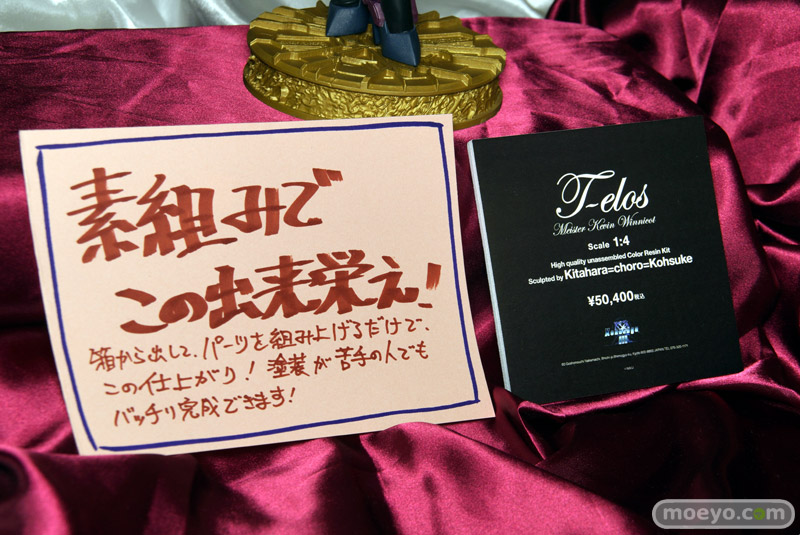 素組みで
この出来栄え!
箱から出して、パーツを組み上げるだけで、
この仕上がり! 塗装が苦手の人でも
バッチリ完成できます!
T-elos
Meister Kevin Winnicot
Scale 1:4
High quality unassembled Color Resin Kit
Sculpted by Kitahara=choro=Kohsuke
¥50,400税込
moeyo.com